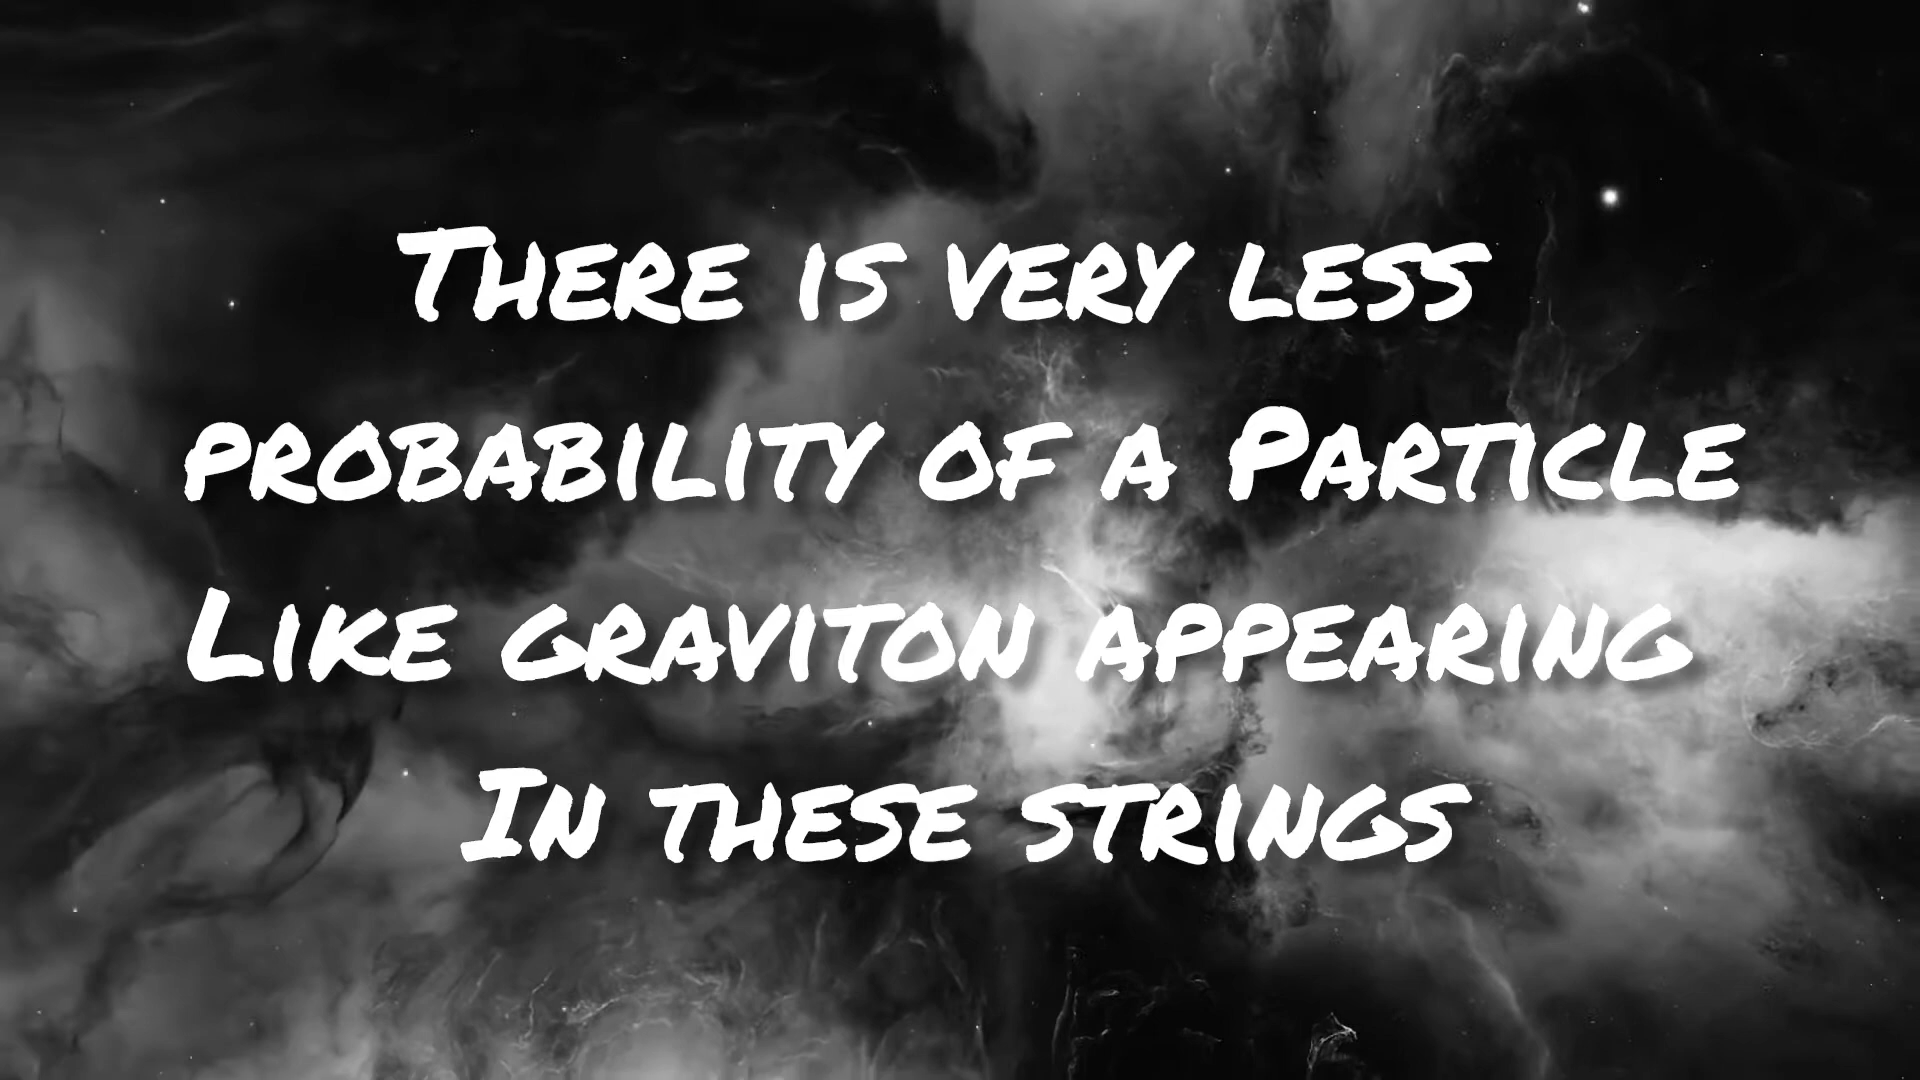 There is very less
probability of a Particle
Like graviton appearing
In these strings